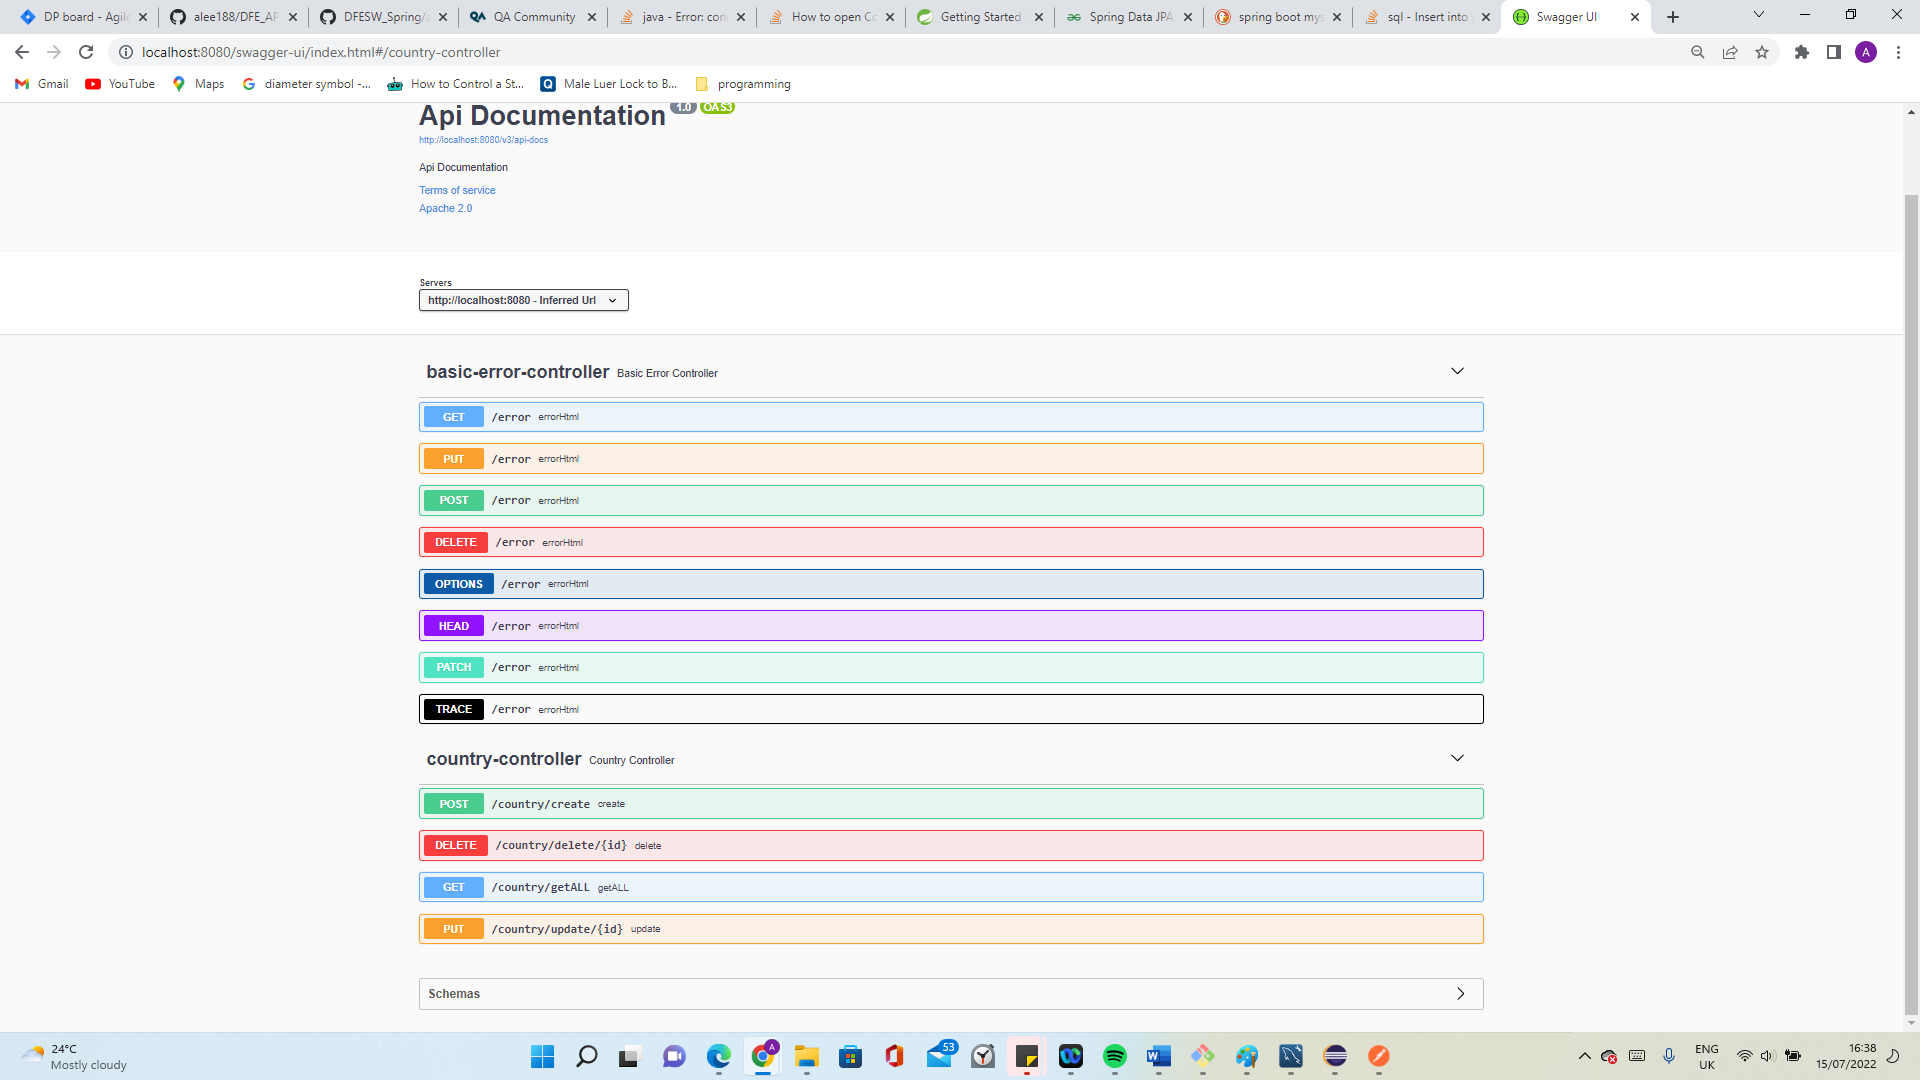 DP board - Agil
alee188/DFE_AP
DFESW_Spring/
QA Community
java - Error: con
How to open Co
Getting Started
Spring Data JPA
spring boot mys
sql - Insert into
Swagger UI
localhost:8080/swagger-ui/index.html#/country-controller
A
Gmail
YouTube
Maps
diameter symbol -...
How to Control a St...
Male Luer Lock to B...
programming
Api Documentation 1.0 OAS3
http://localhost:8080/v3/api-docs
Api Documentation
Terms of service
Apache 2.0
Servers
http://localhost:8080 - Inferred Url
basic-error-controller Basic Error Controller
GET /error errorHtml
PUT /error errorHtml
POST /error errorHtml
DELETE /error errorHtml
OPTIONS /error errorHtml
HEAD /error errorHtml
PATCH /error errorHtml
TRACE /error errorHtml
country-controller Country Controller
POST /country/create create
DELETE /country/delete/{id} delete
GET /country/getALL getALL
PUT /country/update/{id} update
Schemas
24°C
Mostly cloudy
A
53
ENG
UK
16:38
15/07/2022